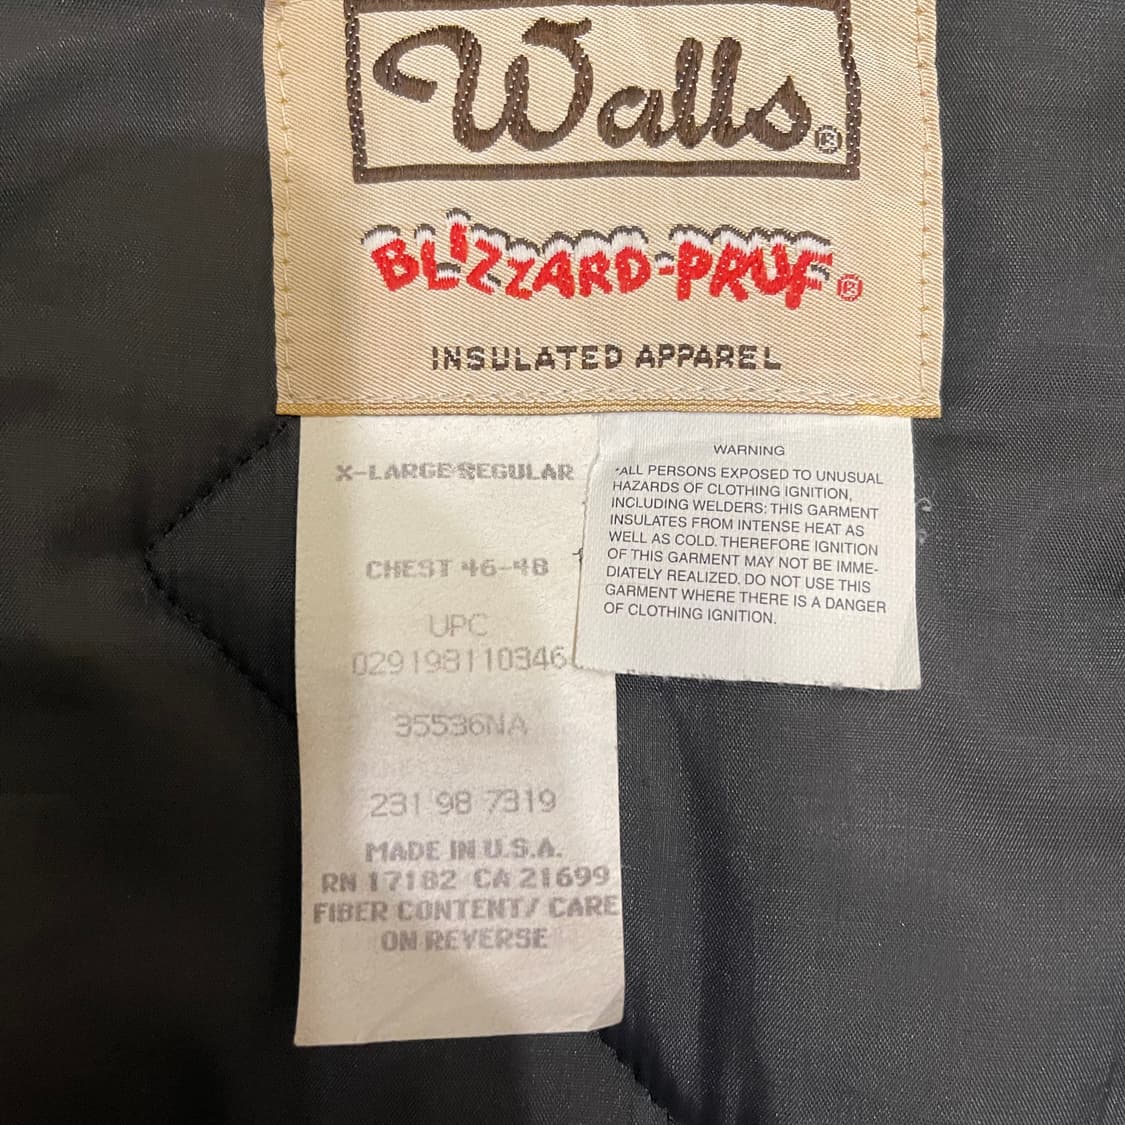 Walls®
BLIZZARD-PRUF®
INSULATED APPAREL
X-LARGE REGULAR
CHEST 46-48
UPC
029198110346
35536NA
231 98 7319
MADE IN U.S.A.
RN 17182 CA 21699
FIBER CONTENT/ CARE
ON REVERSE
WARNING
*ALL PERSONS EXPOSED TO UNUSUAL
HAZARDS OF CLOTHING IGNITION,
INCLUDING WELDERS: THIS GARMENT
INSULATES FROM INTENSE HEAT AS
WELL AS COLD. THEREFORE IGNITION
OF THIS GARMENT MAY NOT BE IMME-
DIATELY REALIZED. DO NOT USE THIS
GARMENT WHERE THERE IS A DANGER
OF CLOTHING IGNITION.